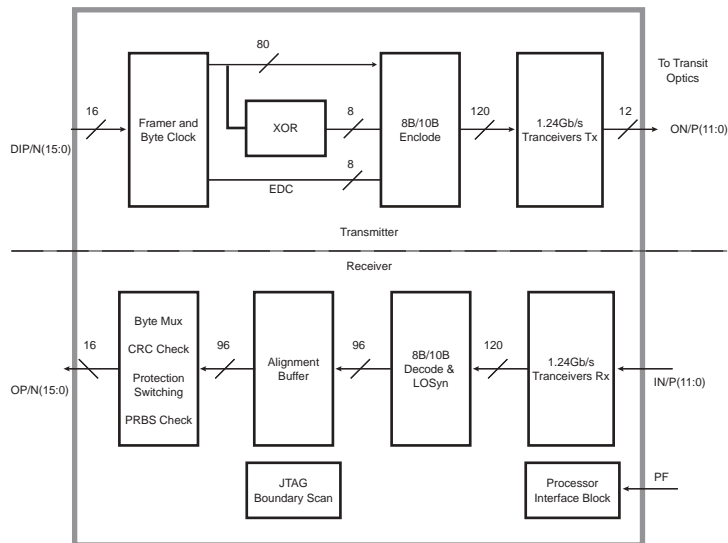 80
To Transit
Optics
16
8
120
12
Framer and
Byte Clock
XOR
8B/10B
Enclode
1.24Gb/s
Tranceivers Tx
DIP/N(15:0)
ON/P(11:0)
8
EDC
Transmitter
Receiver
16
Byte Mux
CRC Check
Protection
Switching
PRBS Check
96
Alignment
Buffer
96
8B/10B
Decode &
LOSyn
120
1.24Gb/s
Tranceivers Rx
OP/N(15:0)
IN/P(11:0)
JTAG
Boundary Scan
Processor
Interface Block
PF